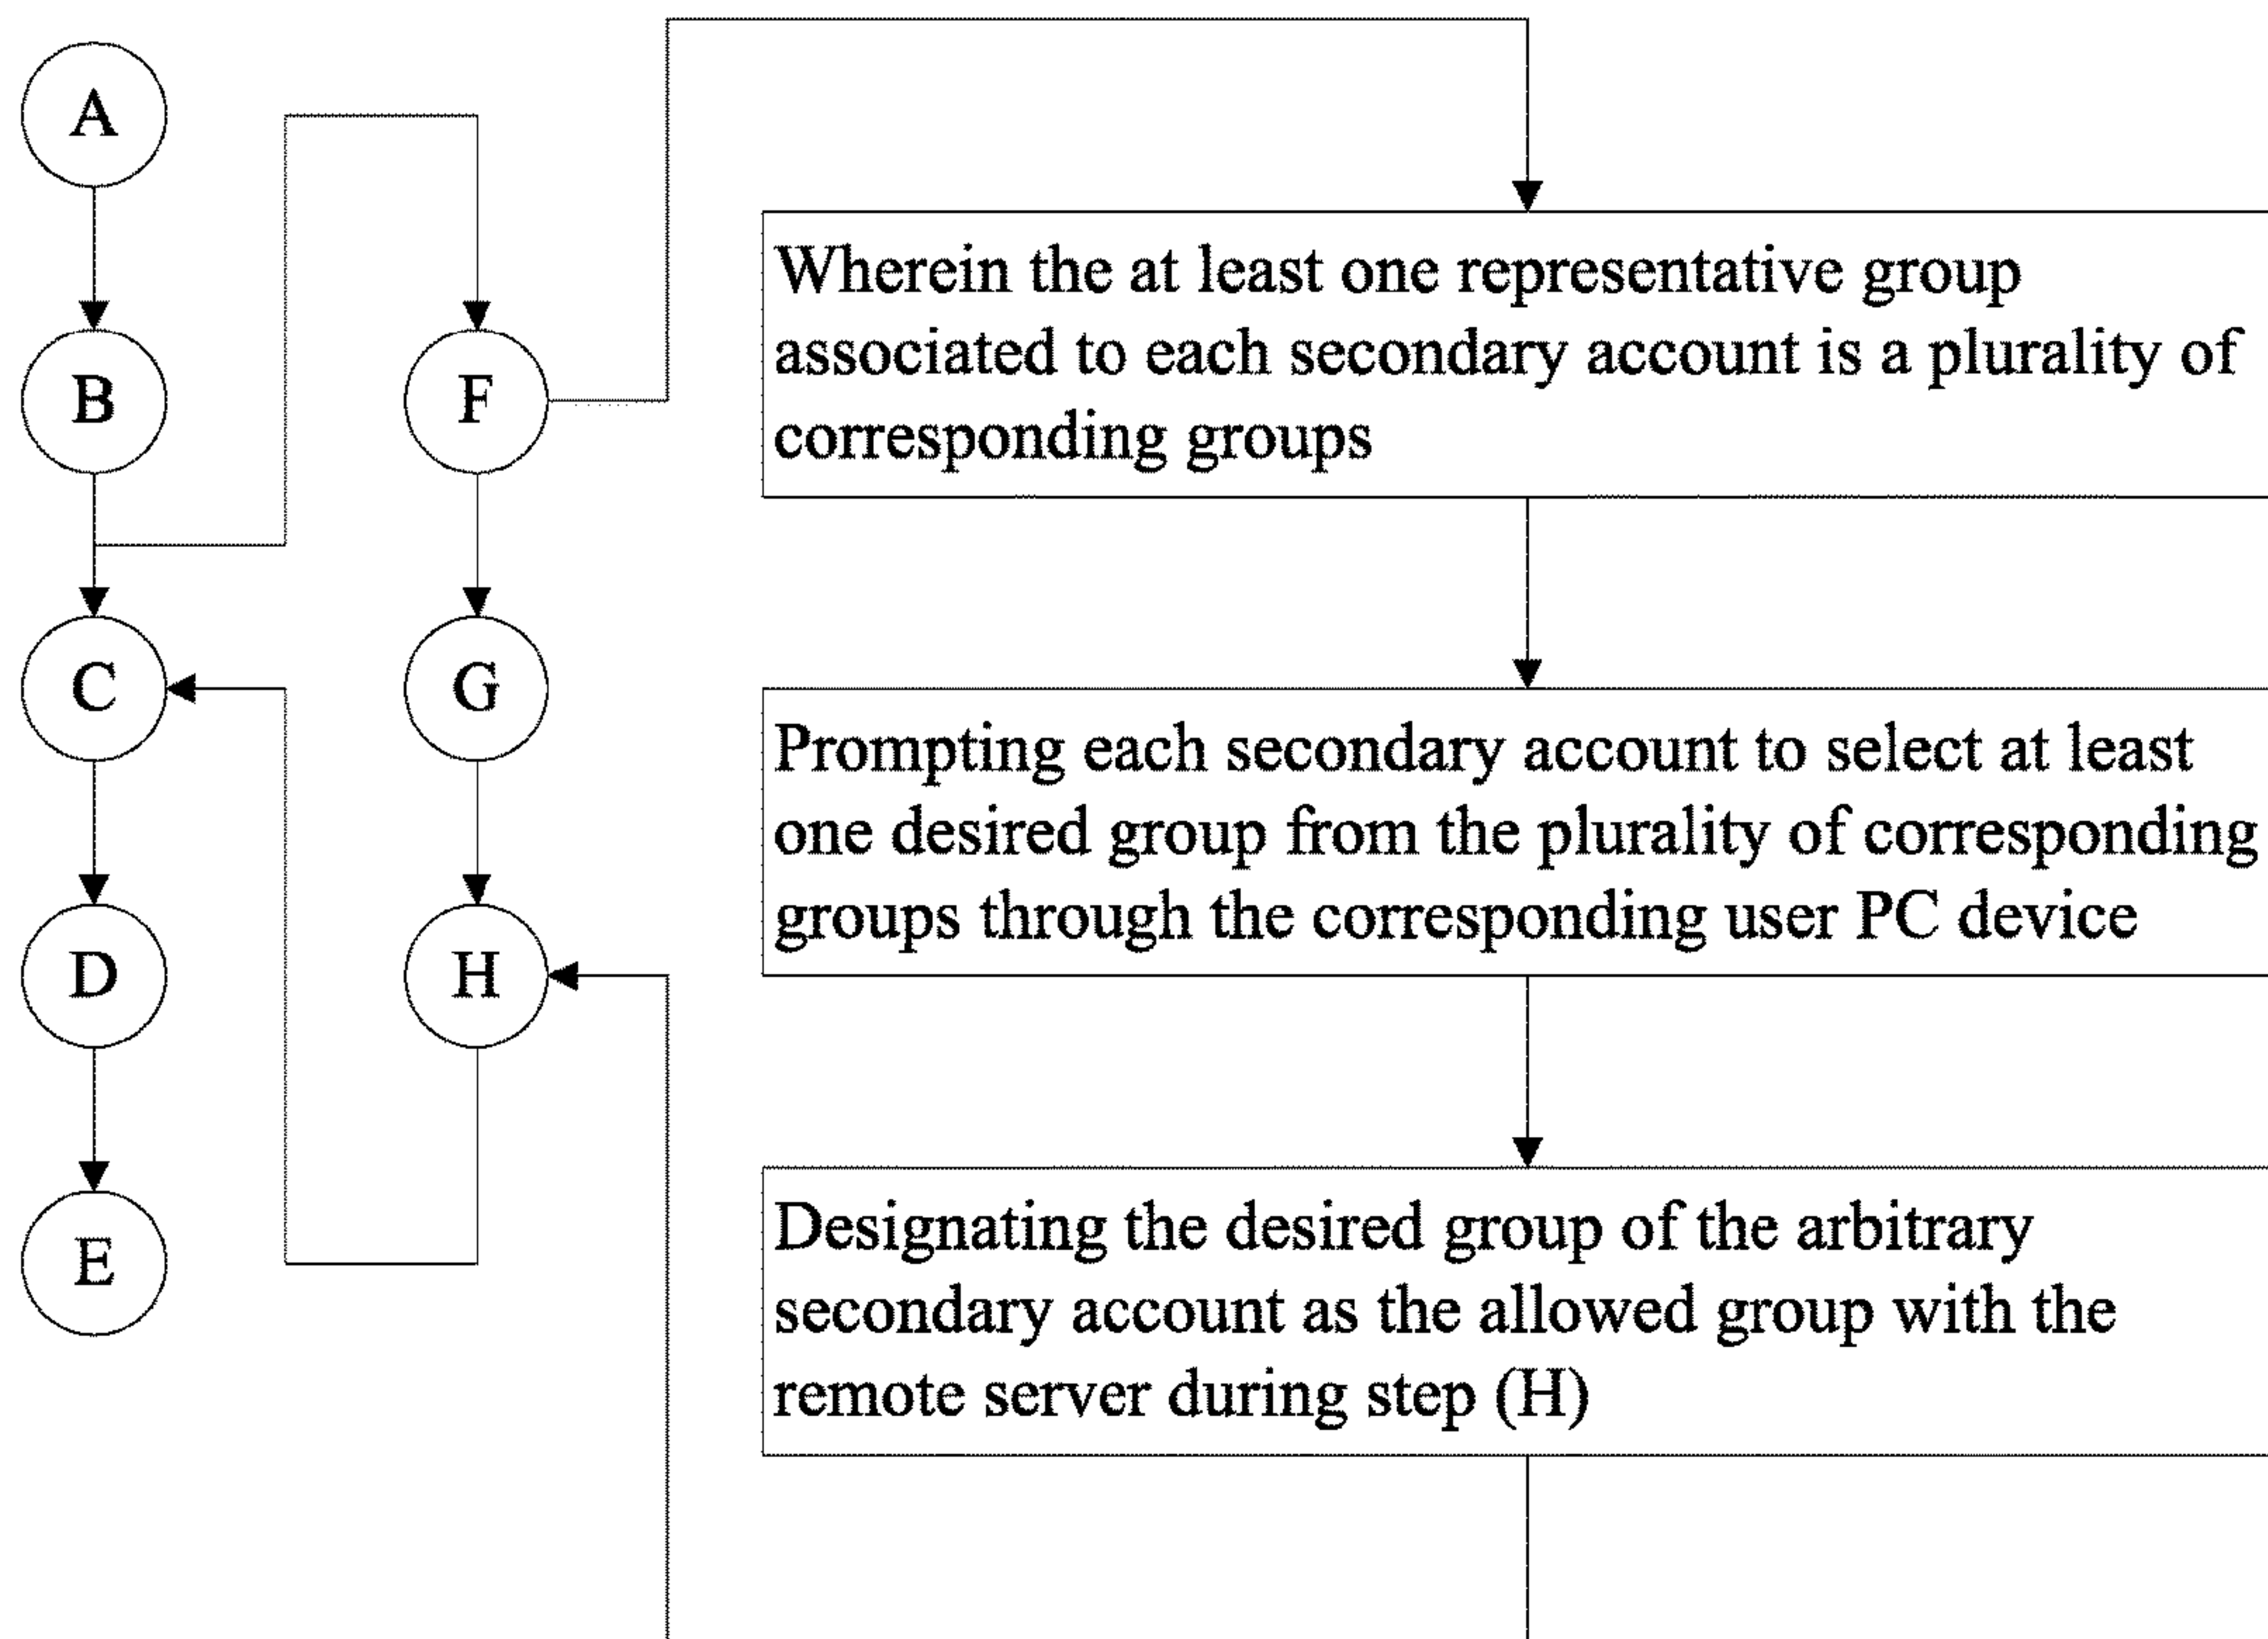 A
B
C
D
E
F
G
H
Wherein the at least one representative group
associated to each secondary account is a plurality of
corresponding groups
Prompting each secondary account to select at least
one desired group from the plurality of corresponding
groups through the corresponding user PC device
Designating the desired group of the arbitrary
secondary account as the allowed group with the
remote server during step (H)